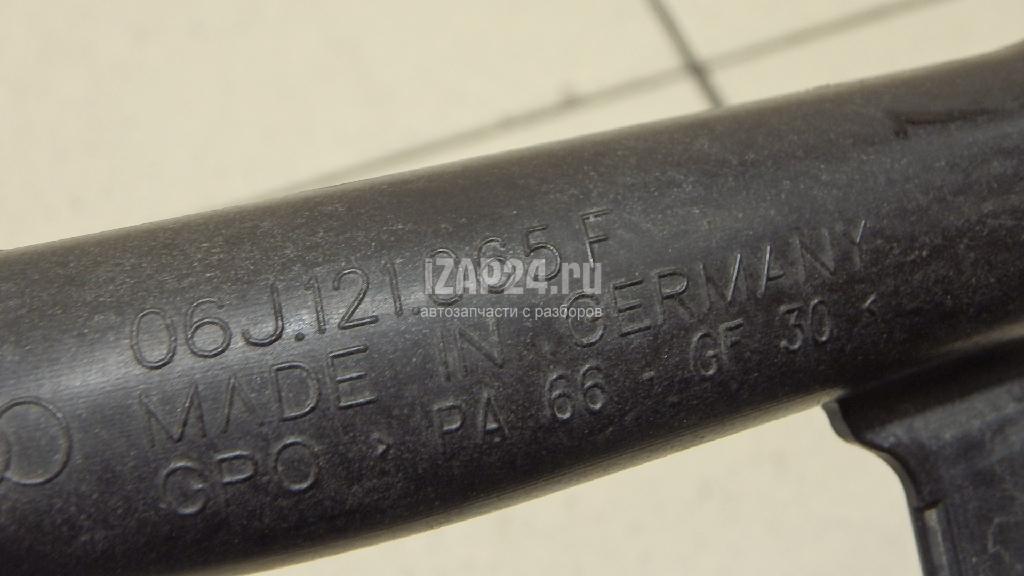 06J.121.065 F
MADE IN GERMANY
GPO >PA 66 - GF 30<
IZAP24.ru
автозапчасти с разборов